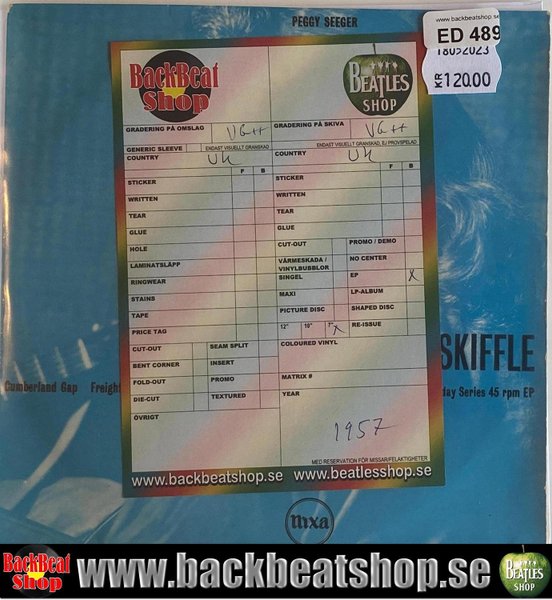 PEGGY SEEGER
www.backbeatshop.se
ED 489
18052023
KR120.00
BackBeat
Shop
BEATLES
SHOP
GRADERING PÅ OMSLAG VG++
GRADERING PÅ SKIVA VG++
GENERIC SLEEVE
ENDAST VISUELLT GRANSKAD
ENDAST VISUELLT GRANSKAD, EJ PROVSPELAD
COUNTRY UK
COUNTRY UK
F B
F B
STICKER
STICKER
WRITTEN
WRITTEN
TEAR
TEAR
GLUE
GLUE
HOLE
CUT-OUT
PROMO / DEMO
LAMINATSLÄPP
VÄRMESKADA /
VINYLBUBBLOR
NO CENTER
RINGWEAR
SINGEL
EP X
STAINS
MAXI
LP-ALBUM
TAPE
PICTURE DISC
SHAPED DISC
PRICE TAG
12" 10" 7" X
RE-ISSUE
CUT-OUT
SEAM SPLIT
COLOURED VINYL
BENT CORNER
INSERT
FOLD-OUT
PROMO
MATRIX #
DIE-CUT
TEXTURED
YEAR
ÖVRIGT
1957
MED RESERVATION FÖR MISSAR/FELAKTIGHETER
www.backbeatshop.se www.beatlesshop.se
SKIFFLE
Cumberland Gap Freight
day Series 45 rpm EP
nixa
BackBeat
Shop
www.backbeatshop.se
BEATLES
SHOP